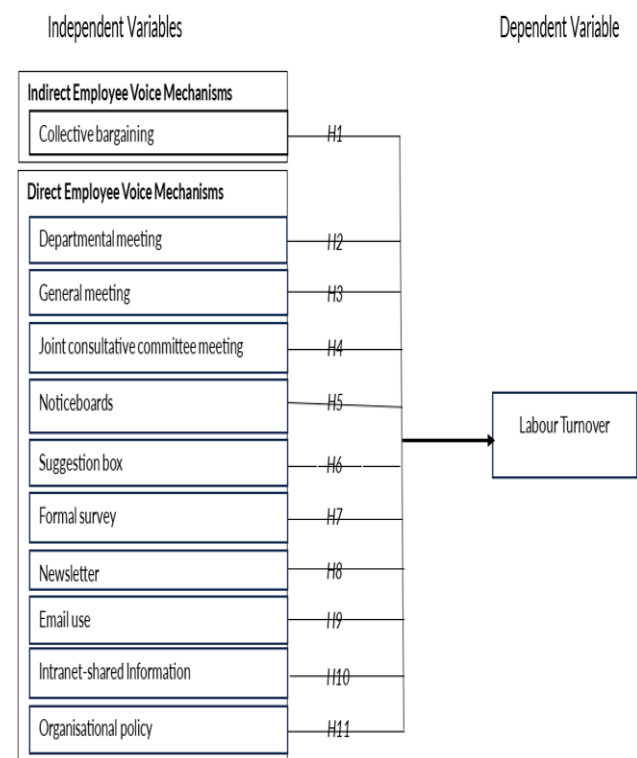 Independent Variables
Dependent Variable
Indirect Employee Voice Mechanisms
Collective bargaining
H1
Direct Employee Voice Mechanisms
Departmental meeting
H2
General meeting
H3
Joint consultative committee meeting
H4
Noticeboards
H5
Suggestion box
H6
Formal survey
H7
Newsletter
H8
Email use
H9
Intranet-shared Information
H10
Organisational policy
H11
Labour Turnover